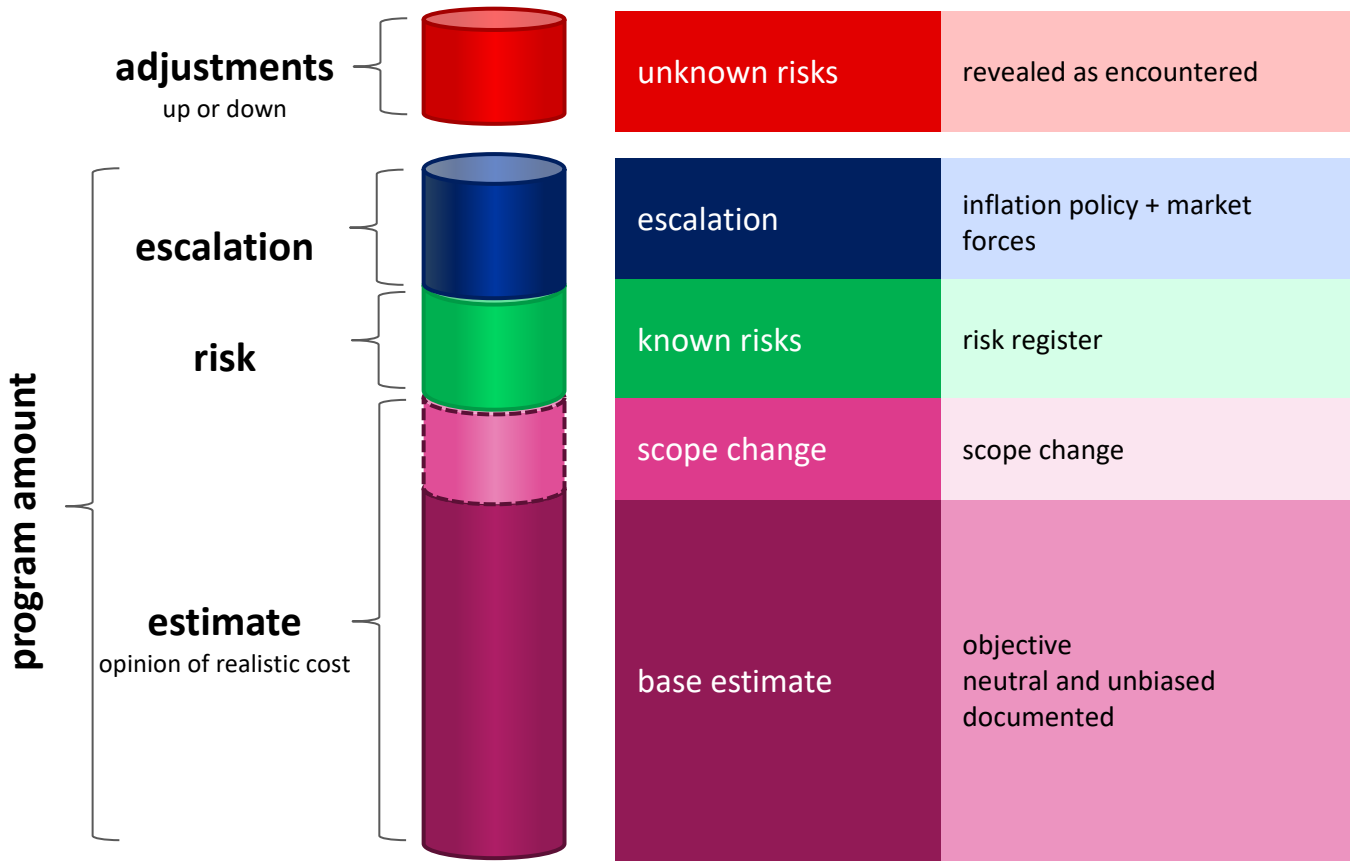 adjustments
up or down
unknown risks
revealed as encountered
program amount
escalation
escalation
inflation policy + market
forces
risk
known risks
risk register
scope change
scope change
estimate
opinion of realistic cost
base estimate
objective
neutral and unbiased
documented